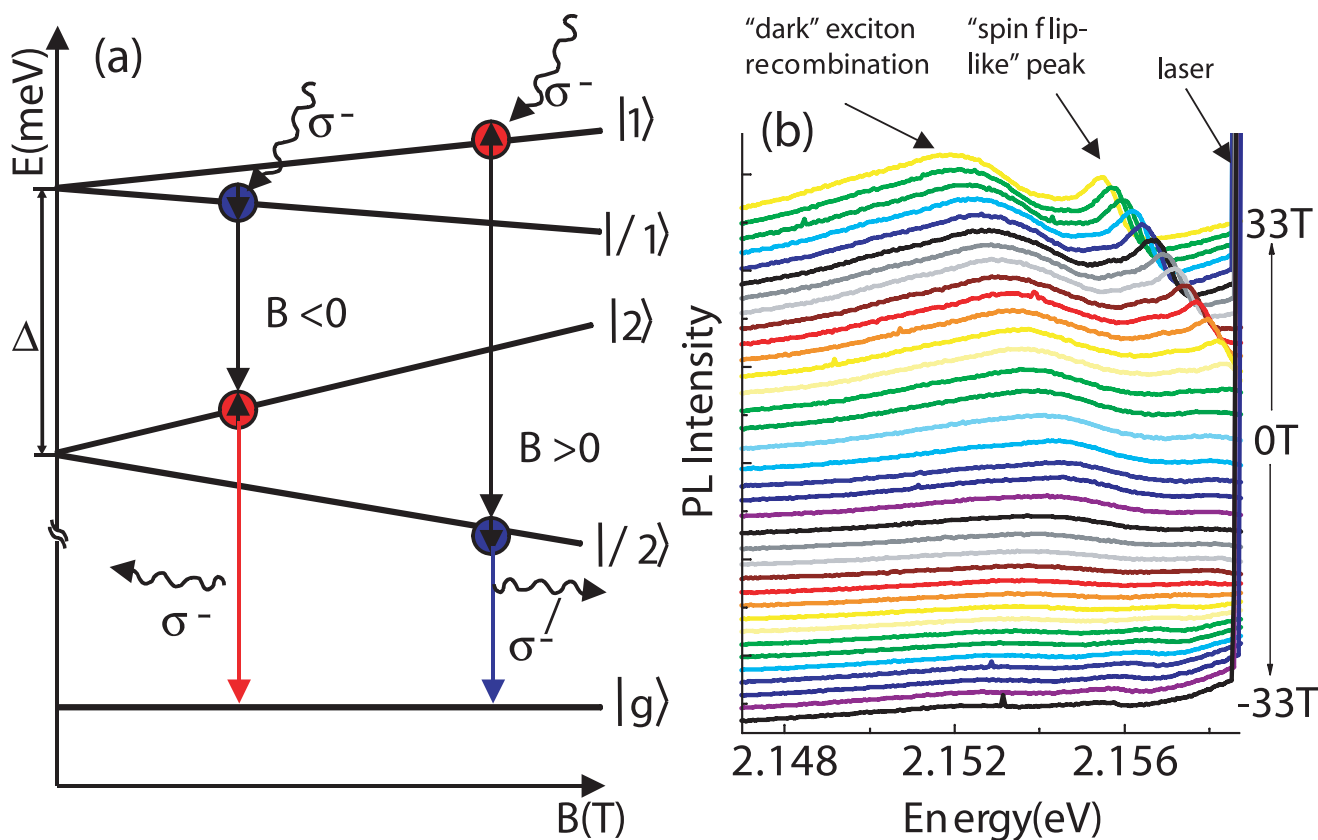 (a)
E(meV)
σ-
σ-
|1⟩
|/1⟩
Δ
B <0
|2⟩
B >0
|/2⟩
σ-
σ-/
|g⟩
B(T)
"dark" exciton
recombination
"spin flip-
like" peak
laser
(b)
33T
0T
-33T
PL Intensity
2.148 2.152 2.156
Energy(eV)